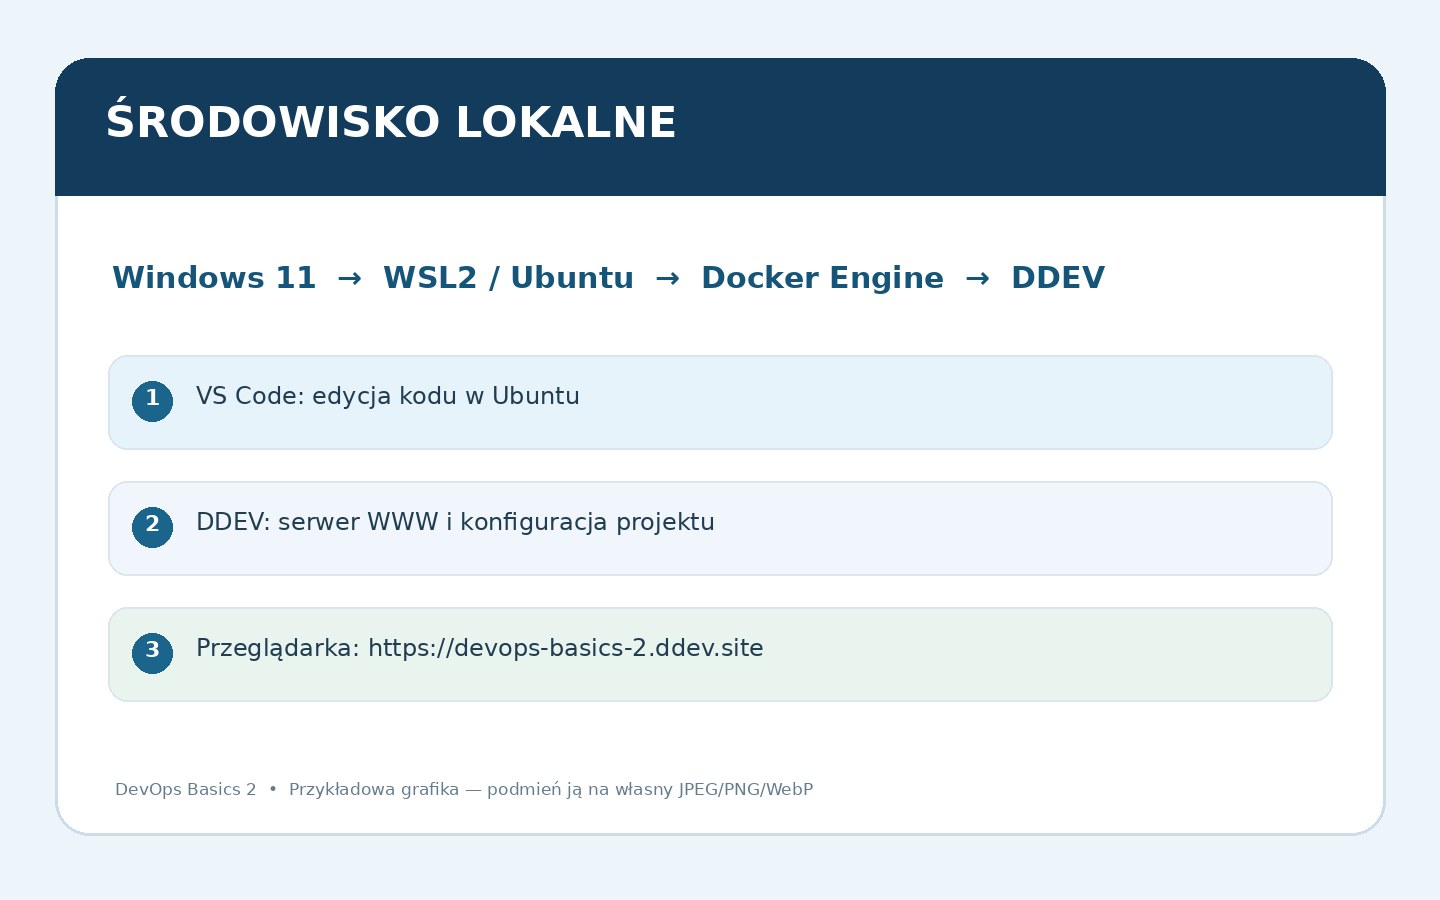 ŚRODOWISKO LOKALNE
Windows 11 → WSL2 / Ubuntu → Docker Engine → DDEV
1 VS Code: edycja kodu w Ubuntu
2 DDEV: serwer WWW i konfiguracja projektu
3 Przeglądarka: https://devops-basics-2.ddev.site
DevOps Basics 2 • Przykładowa grafika — podmień ją na własny JPEG/PNG/WebP